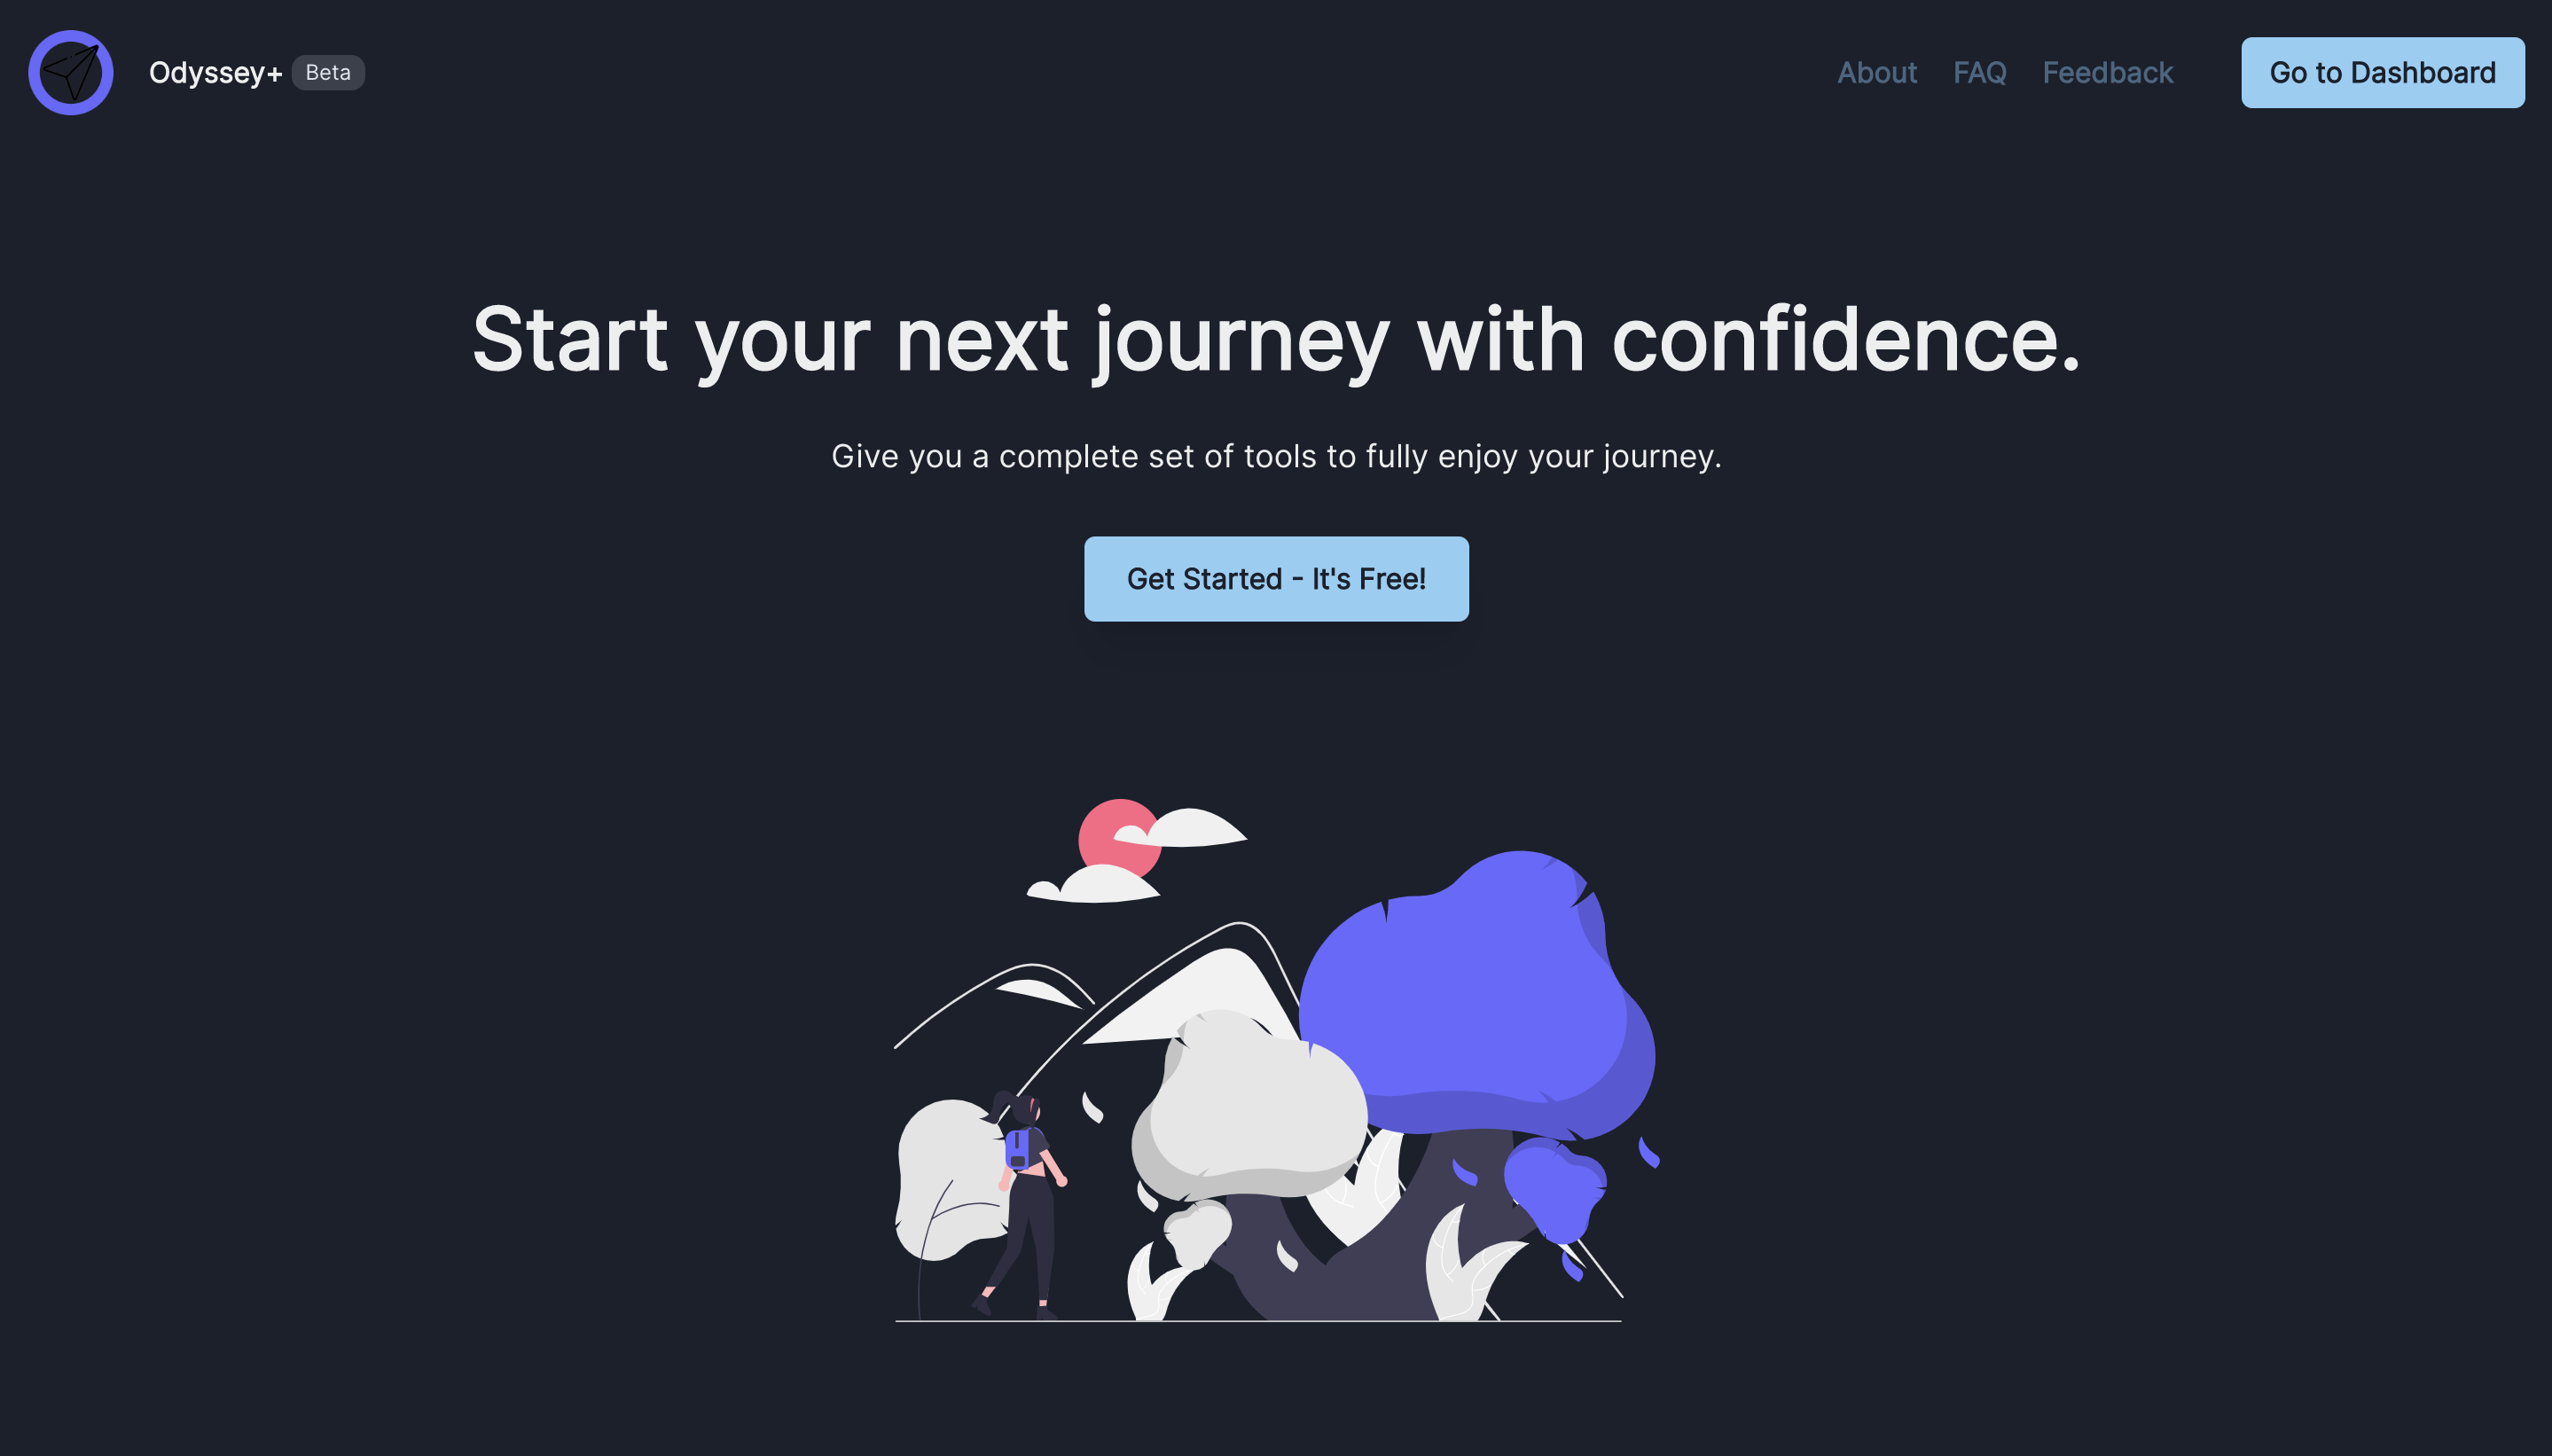 Odyssey+ Beta
About FAQ Feedback Go to Dashboard
Start your next journey with confidence.
Give you a complete set of tools to fully enjoy your journey.
Get Started - It's Free!